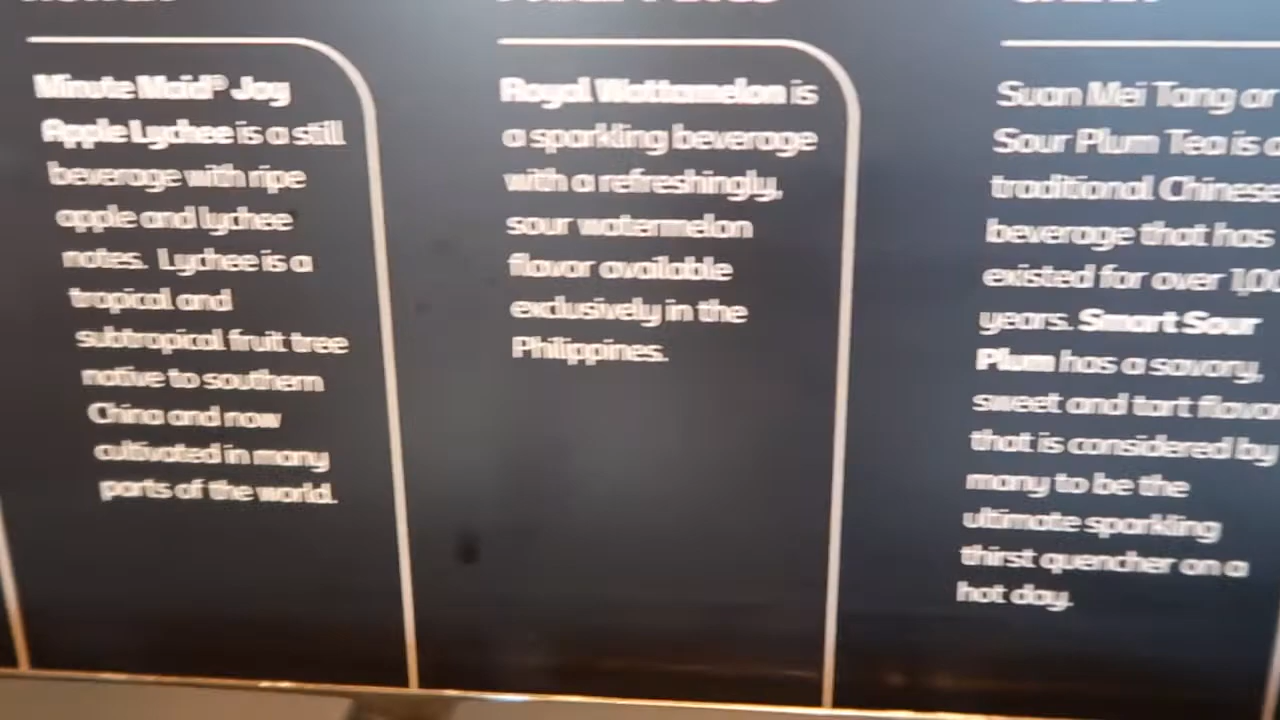 Minute Maid® Joy
Apple Lychee is a still
beverage with ripe
apple and lychee
notes. Lychee is a
tropical and
subtropical fruit tree
native to southern
China and now
cultivated in many
parts of the world.
Royal Wattamelon is
a sparkling beverage
with a refreshingly,
sour watermelon
flavor available
exclusively in the
Philippines.
Suan Mei Tang or
Sour Plum Tea is a
traditional Chinese
beverage that has
existed for over
years. Smart Sour
Plum has a savory,
sweet and tart flavor
that is considered by
many to be the
ultimate sparkling
thirst quencher on a
hot day.